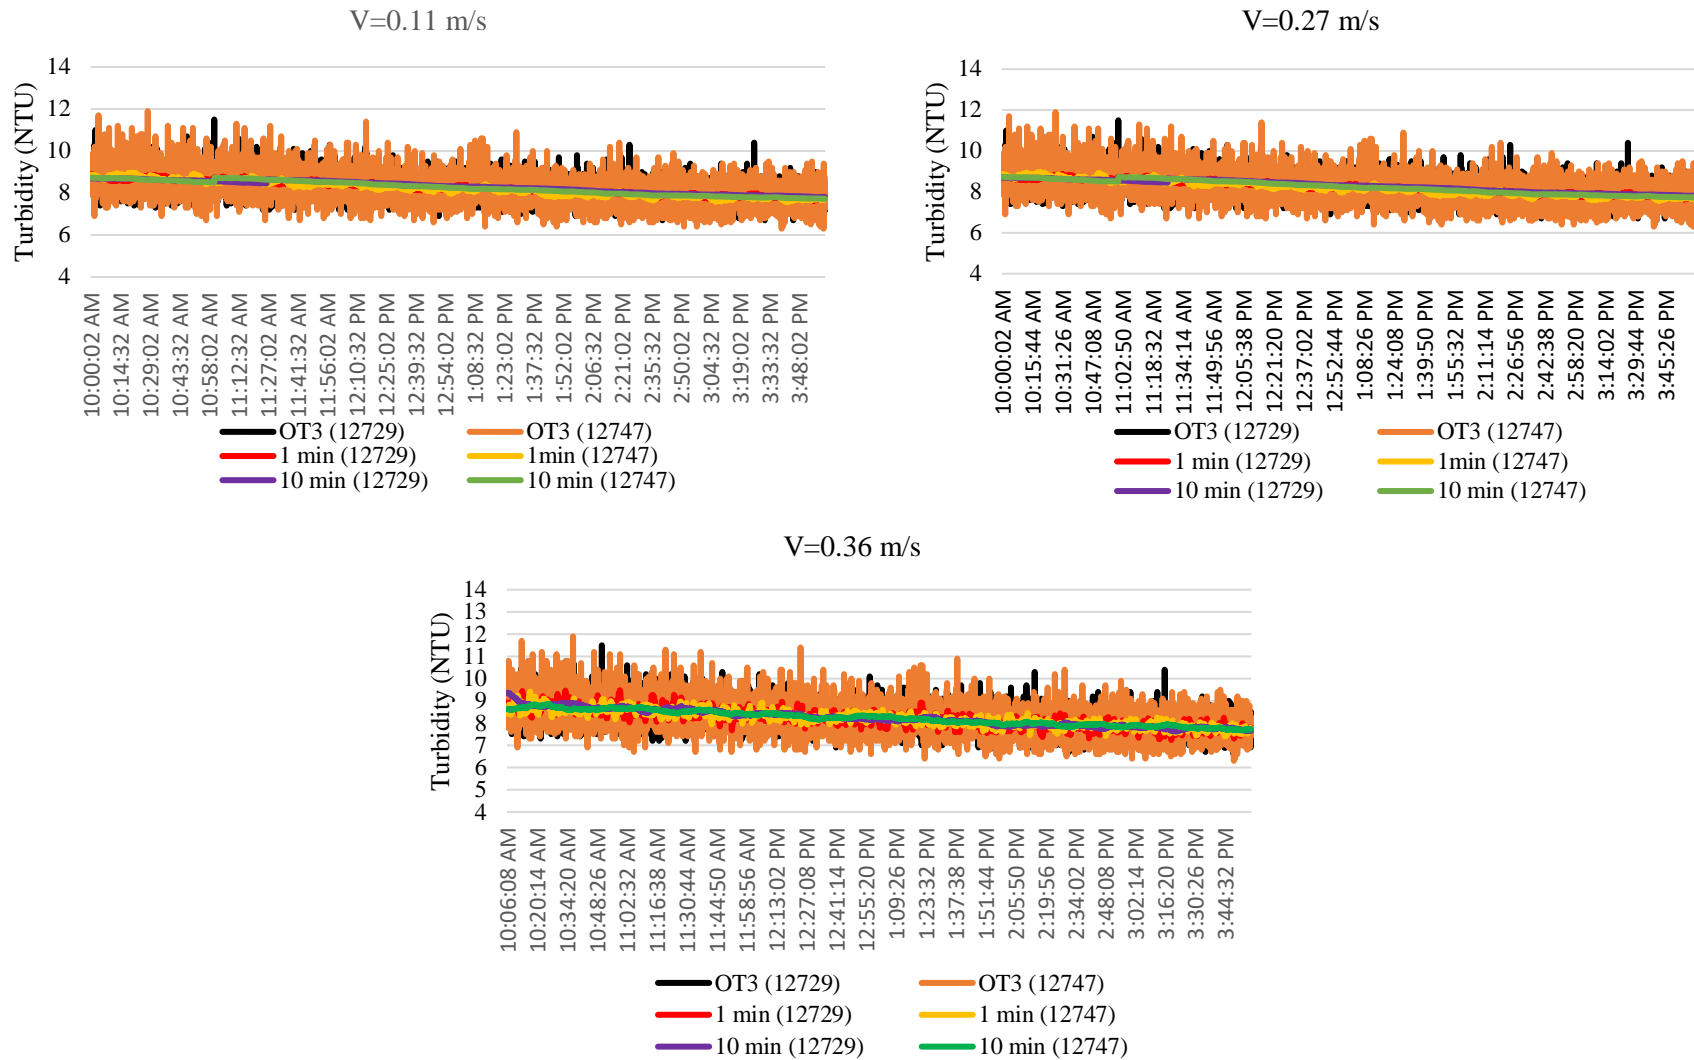 V=0.11 m/s
Turbidity (NTU)
14
12
10
8
6
4
10:00:02 AM
10:14:32 AM
10:29:02 AM
10:43:32 AM
10:58:02 AM
11:12:32 AM
11:27:02 AM
11:41:32 AM
11:56:02 AM
12:10:32 PM
12:25:02 PM
12:39:32 PM
12:54:02 PM
1:08:32 PM
1:23:02 PM
1:37:32 PM
1:52:02 PM
2:06:32 PM
2:21:02 PM
2:35:32 PM
2:50:02 PM
3:04:32 PM
3:19:02 PM
3:33:32 PM
3:48:02 PM
OT3 (12729) OT3 (12747)
1 min (12729) 1min (12747)
10 min (12729) 10 min (12747)
V=0.27 m/s
Turbidity (NTU)
14
12
10
8
6
4
10:00:02 AM
10:15:44 AM
10:31:26 AM
10:47:08 AM
11:02:50 AM
11:18:32 AM
11:34:14 AM
11:49:56 AM
12:05:38 PM
12:21:20 PM
12:37:02 PM
12:52:44 PM
1:08:26 PM
1:24:08 PM
1:39:50 PM
1:55:32 PM
2:11:14 PM
2:26:56 PM
2:42:38 PM
2:58:20 PM
3:14:02 PM
3:29:44 PM
3:45:26 PM
OT3 (12729) OT3 (12747)
1 min (12729) 1min (12747)
10 min (12729) 10 min (12747)
V=0.36 m/s
Turbidity (NTU)
14
13
12
11
10
9
8
7
6
5
4
10:06:08 AM
10:20:14 AM
10:34:20 AM
10:48:26 AM
11:02:32 AM
11:16:38 AM
11:30:44 AM
11:44:50 AM
11:58:56 AM
12:13:02 PM
12:27:08 PM
12:41:14 PM
12:55:20 PM
1:09:26 PM
1:23:32 PM
1:37:38 PM
1:51:44 PM
2:05:50 PM
2:19:56 PM
2:34:02 PM
2:48:08 PM
3:02:14 PM
3:16:20 PM
3:30:26 PM
3:44:32 PM
OT3 (12729) OT3 (12747)
1 min (12729) 1 min (12747)
10 min (12729) 10 min (12747)